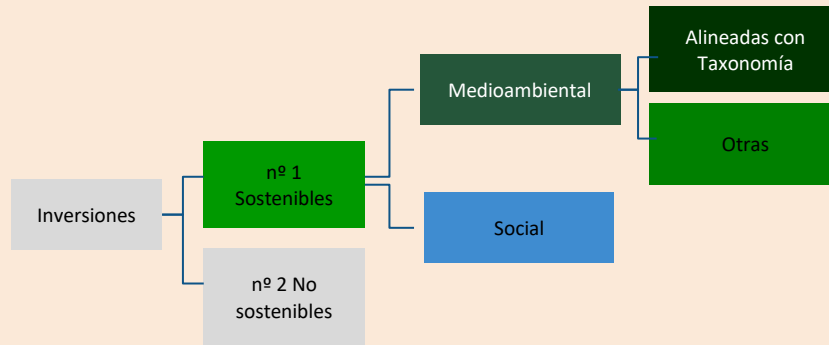 Alineadas con
Taxonomía
Medioambiental
Otras
nº 1
Sostenibles
Inversiones
Social
nº 2 No
sostenibles